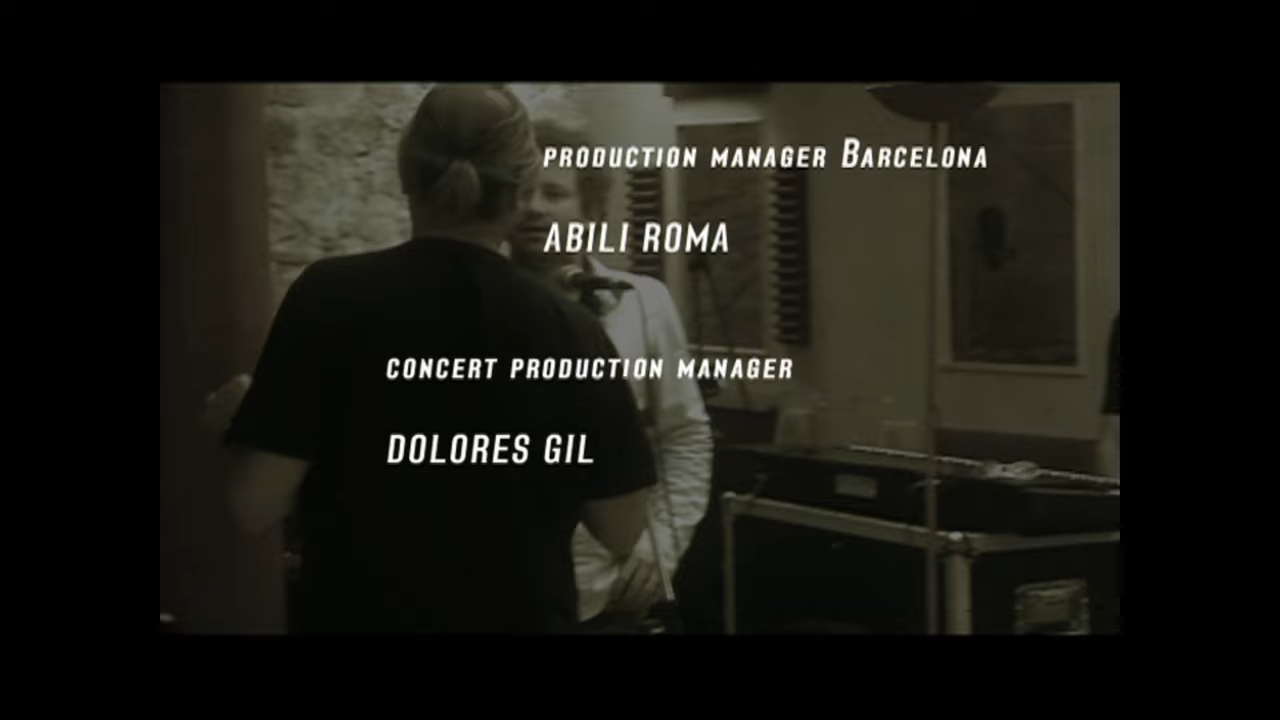 PRODUCTION MANAGER BARCELONA
ABILI ROMA
CONCERT PRODUCTION MANAGER
DOLORES GIL